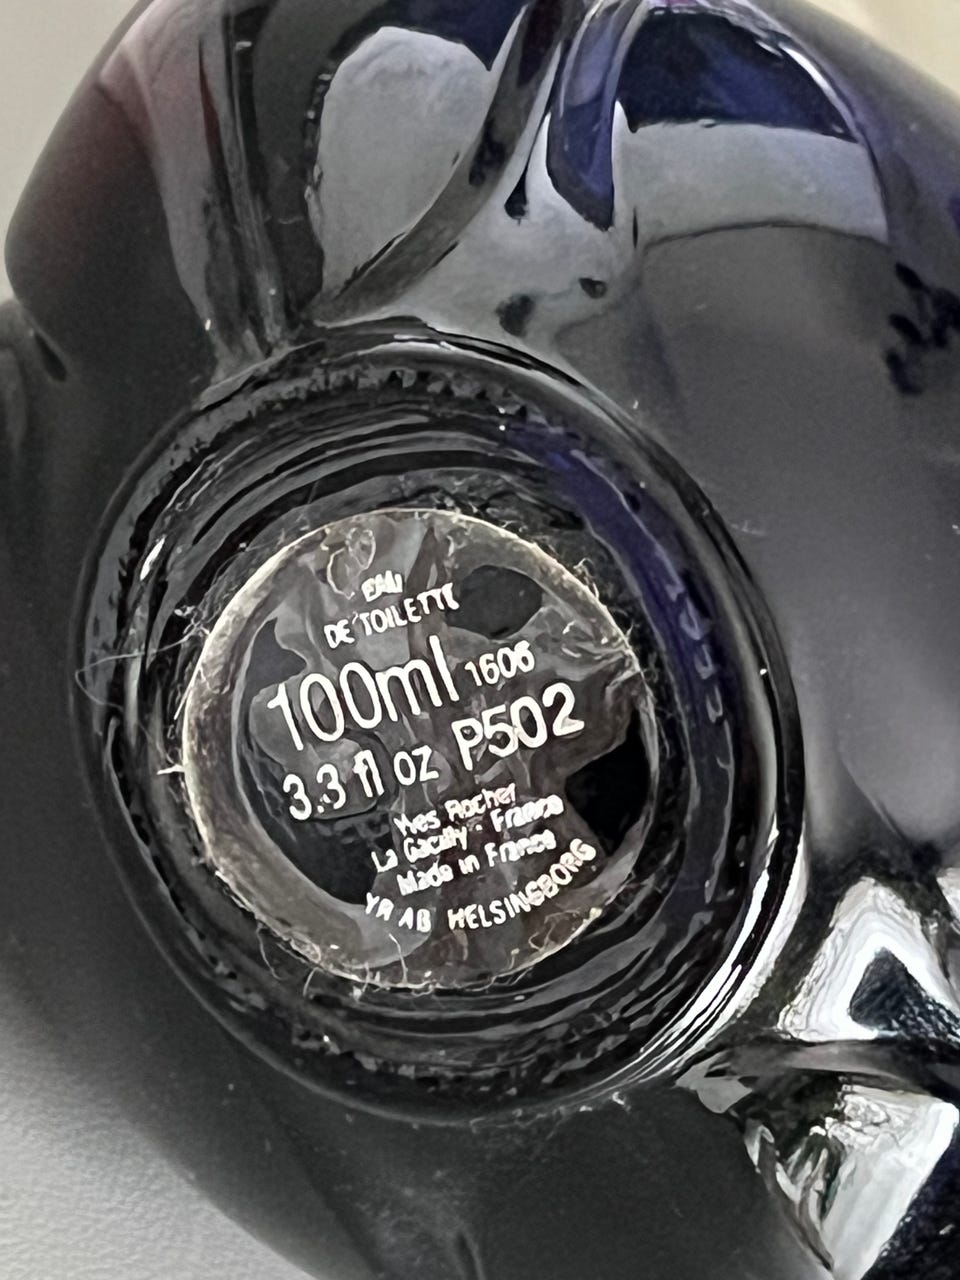 EAU
DE TOILETTE
100ml 1606
3.3 fl oz P502
Yves Rocher
La Gacilly - France
Made in France
YR AB HELSINGBORG